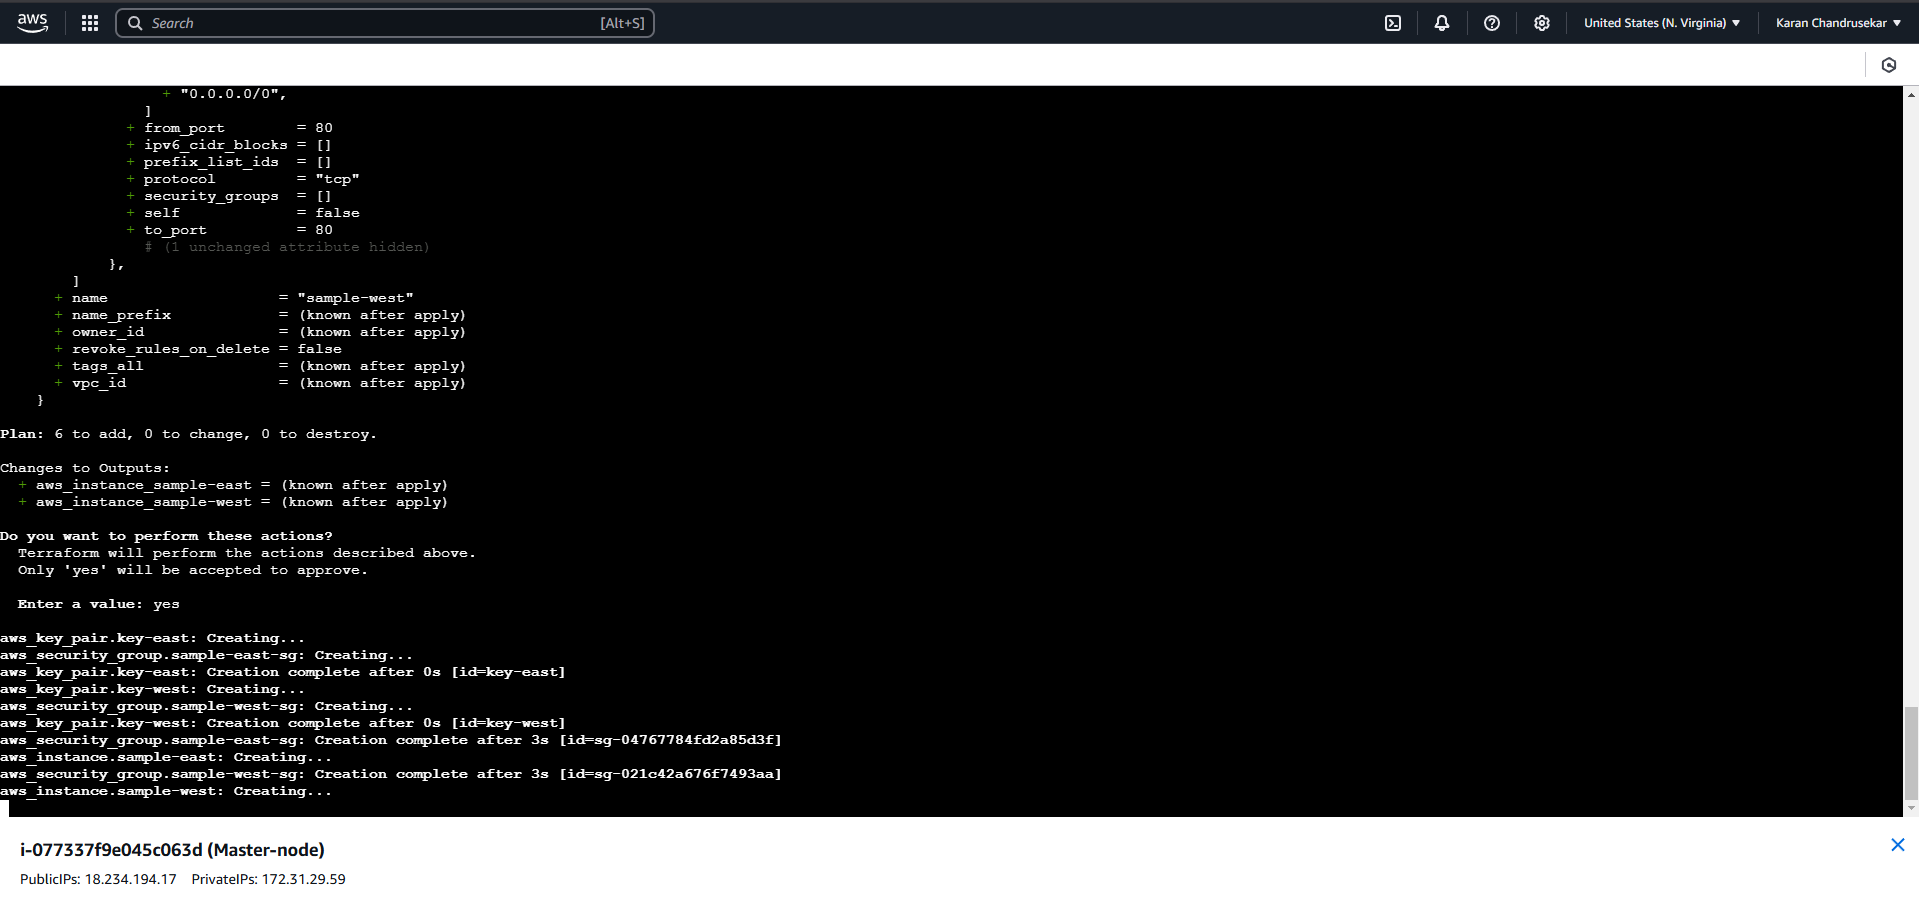 aws
Search [Alt+S] United States (N. Virginia) Karan Chandrusekar
+ "0.0.0.0/0",
]
+ from_port = 80
+ ipv6_cidr_blocks = []
+ prefix_list_ids = []
+ protocol = "tcp"
+ security_groups = []
+ self = false
+ to_port = 80
# (1 unchanged attribute hidden)
},
]
+ name = "sample-west"
+ name_prefix = (known after apply)
+ owner_id = (known after apply)
+ revoke_rules_on_delete = false
+ tags_all = (known after apply)
+ vpc_id = (known after apply)
}
Plan: 6 to add, 0 to change, 0 to destroy.
Changes to Outputs:
+ aws_instance_sample-east = (known after apply)
+ aws_instance_sample-west = (known after apply)
Do you want to perform these actions?
Terraform will perform the actions described above.
Only 'yes' will be accepted to approve.
Enter a value: yes
aws_key_pair.key-east: Creating...
aws_security_group.sample-east-sg: Creating...
aws_key_pair.key-east: Creation complete after 0s [id=key-east]
aws_key_pair.key-west: Creating...
aws_security_group.sample-west-sg: Creating...
aws_key_pair.key-west: Creation complete after 0s [id=key-west]
aws_security_group.sample-east-sg: Creation complete after 3s [id=sg-04767784fd2a85d3f]
aws_instance.sample-east: Creating...
aws_security_group.sample-west-sg: Creation complete after 3s [id=sg-021c42a676f7493aa]
aws_instance.sample-west: Creating...
i-077337f9e045c063d (Master-node)
PublicIPs: 18.234.194.17 PrivateIPs: 172.31.29.59